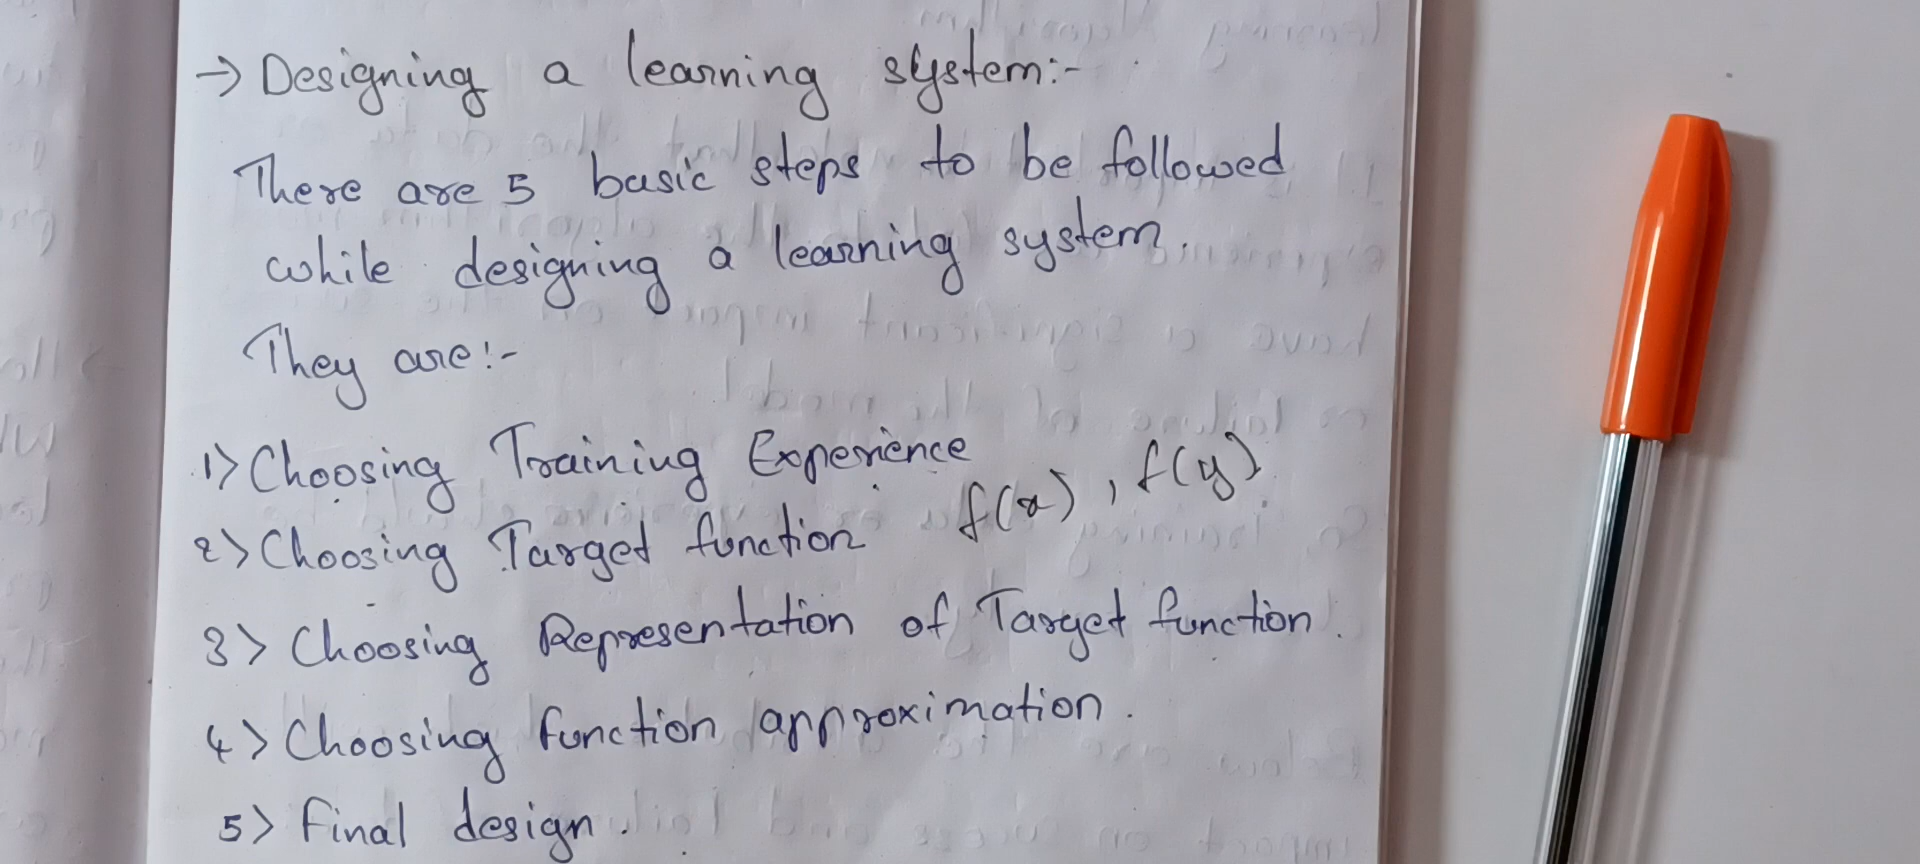 → Designing a learning system:-
There are 5 basic steps to be followed
while designing a learning system.
They are:-
1> Choosing Training Experience
2> Choosing Target function f(x), f(y)
3> Choosing Representation of Target function.
4> Choosing function approximation.
5> Final design.